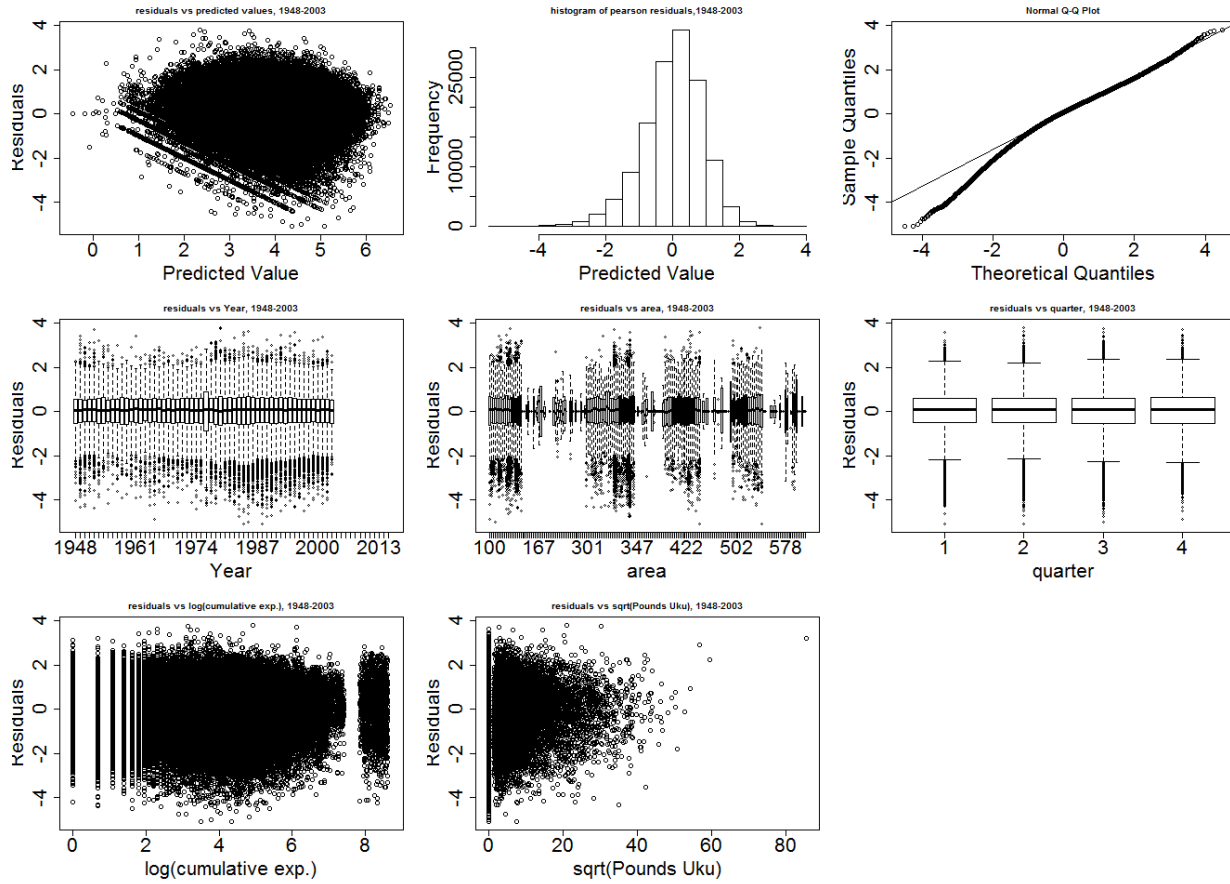 residuals vs predicted values, 1948-2003
Residuals
2
0
-2
-4
0 1 2 3 4 5 6
Predicted Value
histogram of pearson residuals,1948-2003
Frequency
25000
10000
0
-4 -2 0 2 4
Predicted Value
Normal Q-Q Plot
Sample Quantiles
2
0
-2
-4
-4 -2 0 2 4
Theoretical Quantiles
residuals vs Year, 1948-2003
Residuals
4
2
0
-2
-4
1948 1961 1974 1987 2000 2013
Year
residuals vs area, 1948-2003
Residuals
4
2
0
-2
-4
100 167 301 347 422 502 578
area
residuals vs quarter, 1948-2003
Residuals
4
2
0
-2
-4
1 2 3 4
quarter
residuals vs log(cumulative exp.), 1948-2003
Residuals
4
2
0
-2
-4
0 2 4 6 8
log(cumulative exp.)
residuals vs sqrt(Pounds Uku), 1948-2003
Residuals
4
2
0
-2
-4
0 20 40 60 80
sqrt(Pounds Uku)